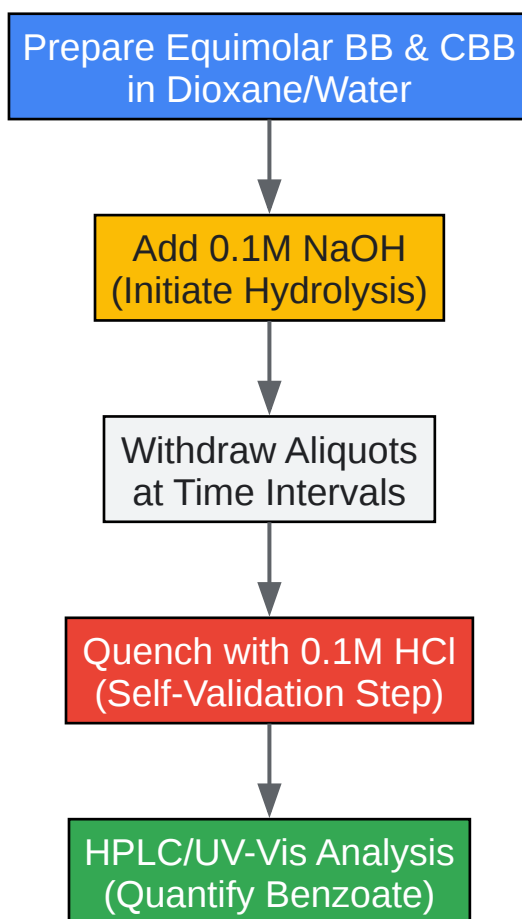 Prepare Equimolar BB & CBB
in Dioxane/Water
Add 0.1M NaOH
(Initiate Hydrolysis)
Withdraw Aliquots
at Time Intervals
Quench with 0.1M HCl
(Self-Validation Step)
HPLC/UV-Vis Analysis
(Quantify Benzoate)